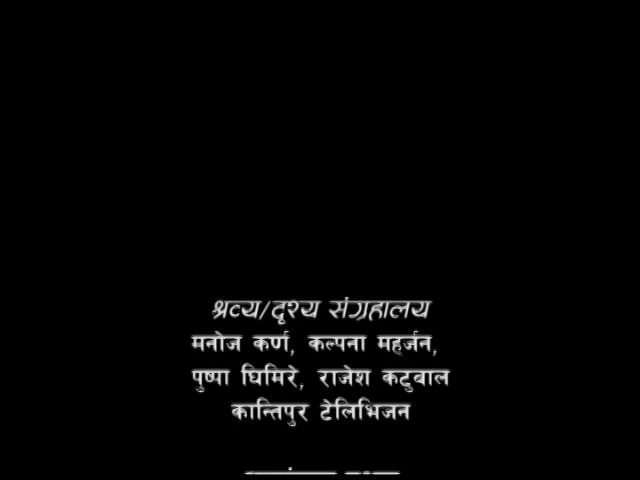 श्रव्य/दृश्य संग्रहालय
मनोज कर्ण, कल्पना महर्जन,
पुष्पा घिमिरे, राजेश कटुवाल
कान्तिपुर टेलिभिजन